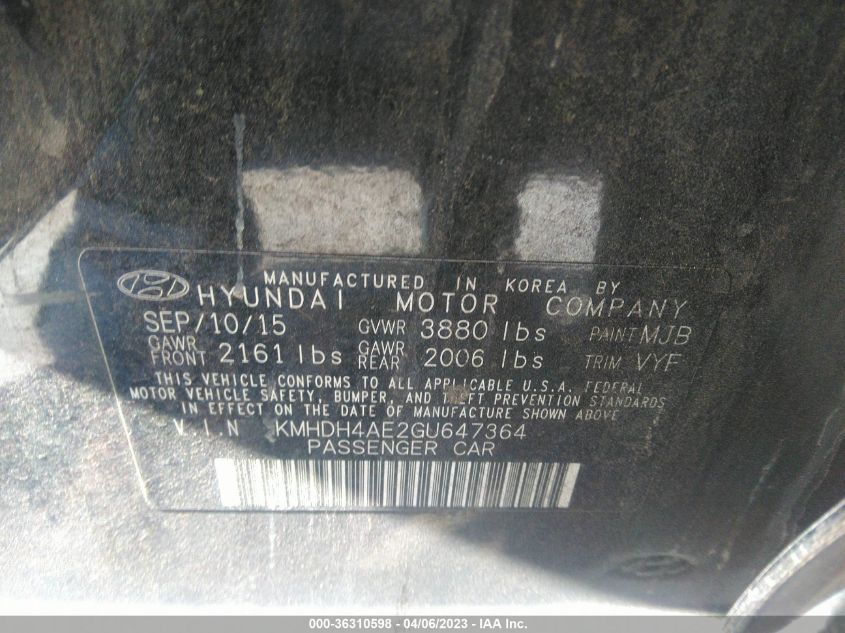 MANUFACTURED IN KOREA BY
HYUNDAI MOTOR COMPANY
SEP/10/15 GVWR 3880 lbs PAINT MJB
GAWR FRONT 2161 lbs GAWR REAR 2006 lbs TRIM VYF
THIS VEHICLE CONFORMS TO ALL APPLICABLE U.S.A. FEDERAL
MOTOR VEHICLE SAFETY, BUMPER, AND THEFT PREVENTION STANDARDS
IN EFFECT ON THE DATE OF MANUFACTURE SHOWN ABOVE
V.I.N KMHDH4AE2GU647364
PASSENGER CAR
000-36310598 - 04/06/2023 - IAA Inc.